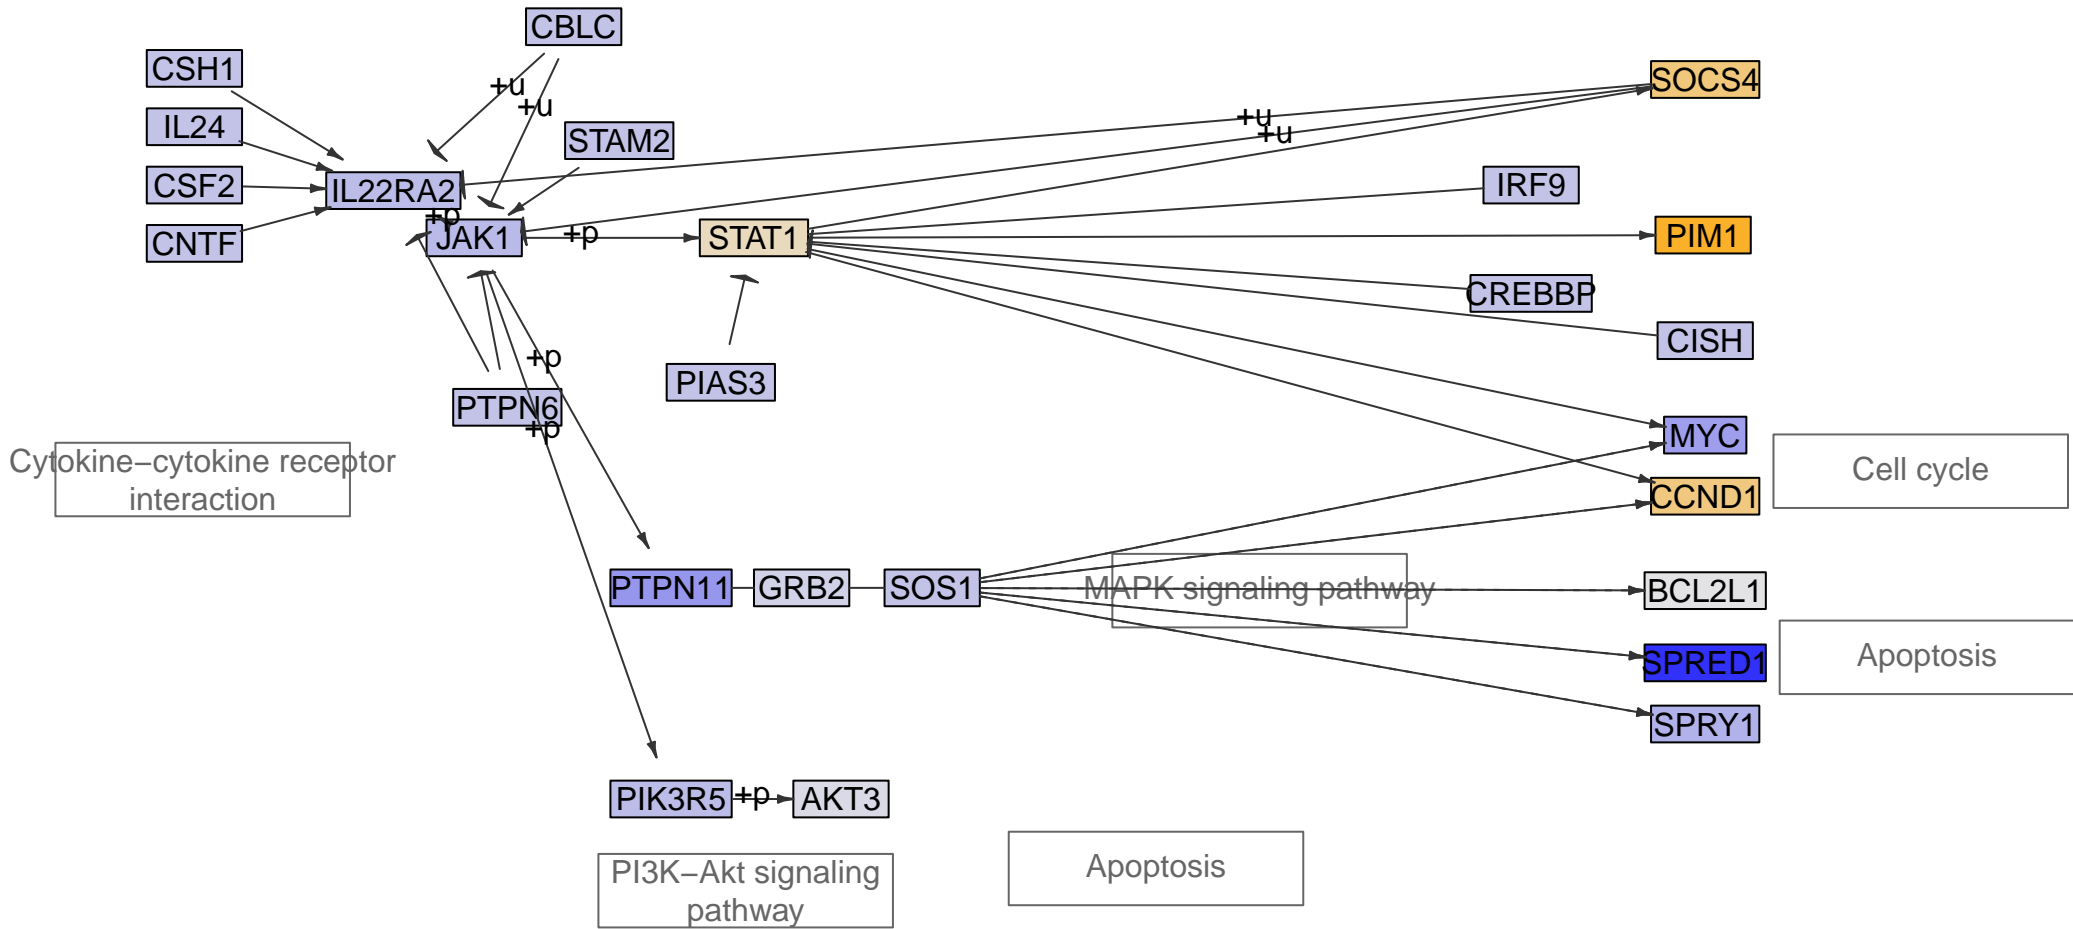 CBLC
CSH1
SOCS4
+u
+u
+u
+u
IL24
STAM2
CSF2
IL22RA2
IRF9
+p
CNTF
JAK1
+p
STAT1
PIM1
CREBBP
CISH
+p
PIAS3
PTPN6
+p
MYC
Cytokine−cytokine receptor
interaction
Cell cycle
CCND1
PTPN11
GRB2
SOS1
MAPK signaling pathway
BCL2L1
SPRED1
Apoptosis
SPRY1
PIK3R5
+p
AKT3
PI3K−Akt signaling
pathway
Apoptosis